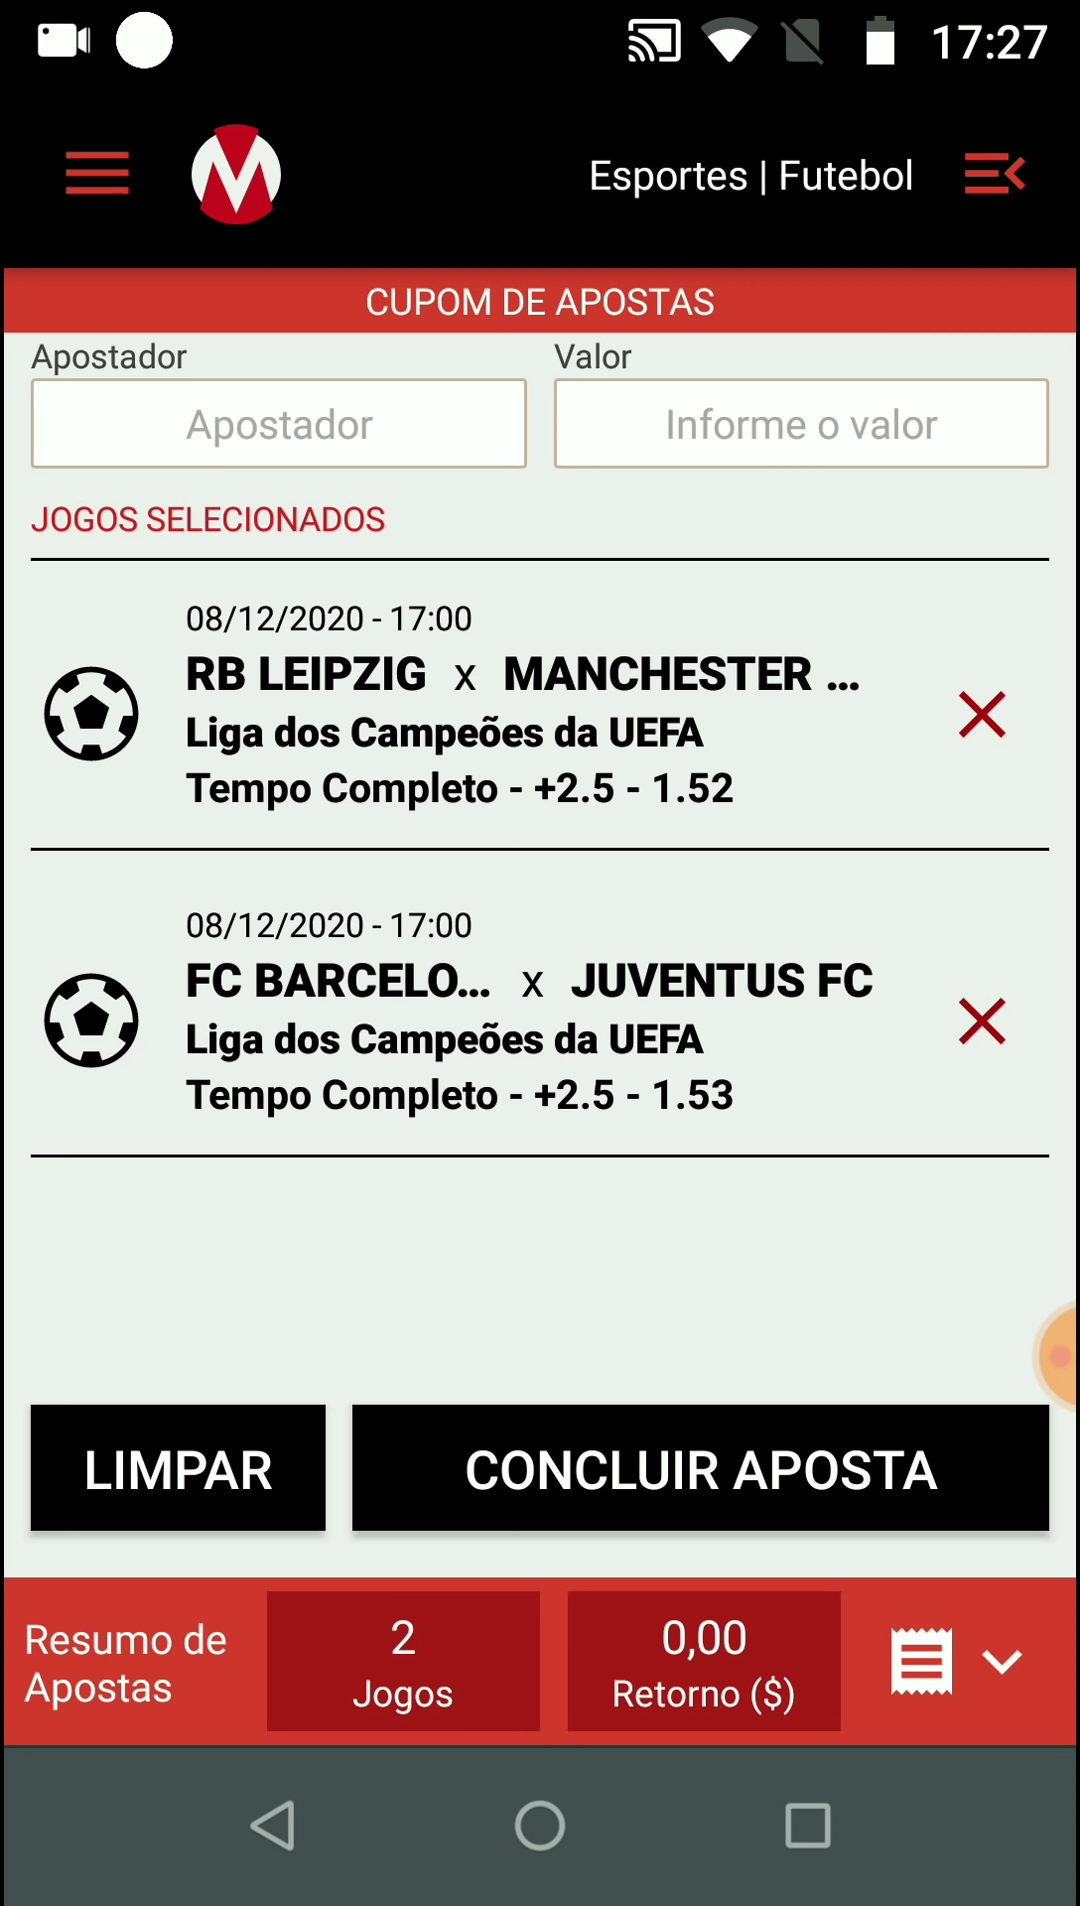 17:27
M
Esportes | Futebol
CUPOM DE APOSTAS
Apostador
Valor
Apostador
Informe o valor
JOGOS SELECIONADOS
08/12/2020 - 17:00
RB LEIPZIG x MANCHESTER ...
Liga dos Campeões da UEFA
Tempo Completo - +2.5 - 1.52
08/12/2020 - 17:00
FC BARCELO... x JUVENTUS FC
Liga dos Campeões da UEFA
Tempo Completo - +2.5 - 1.53
LIMPAR
CONCLUIR APOSTA
Resumo de
Apostas
2
Jogos
0,00
Retorno ($)